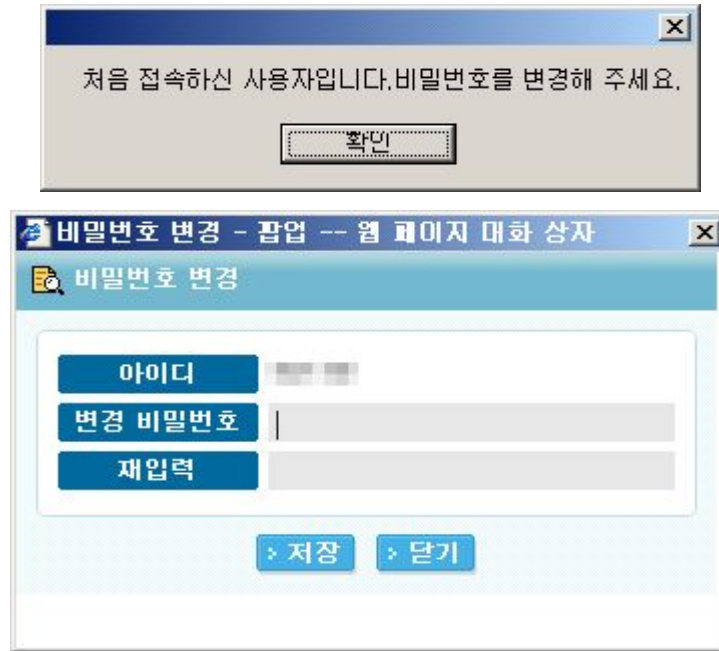 처음 접속하신 사용자입니다.비밀번호를 변경해 주세요.
확인
비밀번호 변경 - 팝업 -- 웹 페이지 대화 상자
비밀번호 변경
아이디
변경 비밀번호
재입력
저장 닫기